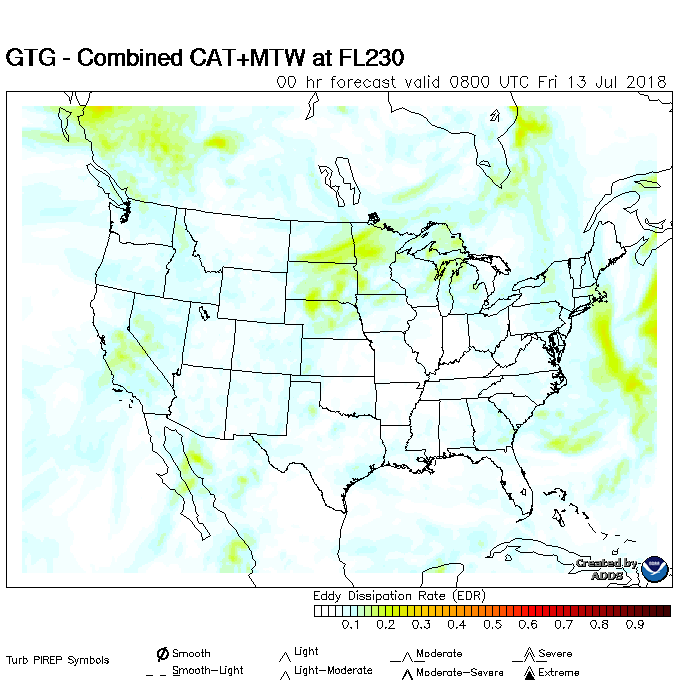 GTG - Combined CAT+MTW at FL230
00 hr forecast valid 0800 UTC Fri 13 Jul 2018
Created by
ADDS
Eddy Dissipation Rate (EDR)
0.1 0.2 0.3 0.4 0.5 0.6 0.7 0.8 0.9
Turb PIREP Symbols
Smooth Light Moderate Severe
Smooth-Light Light-Moderate Moderate-Severe Extreme